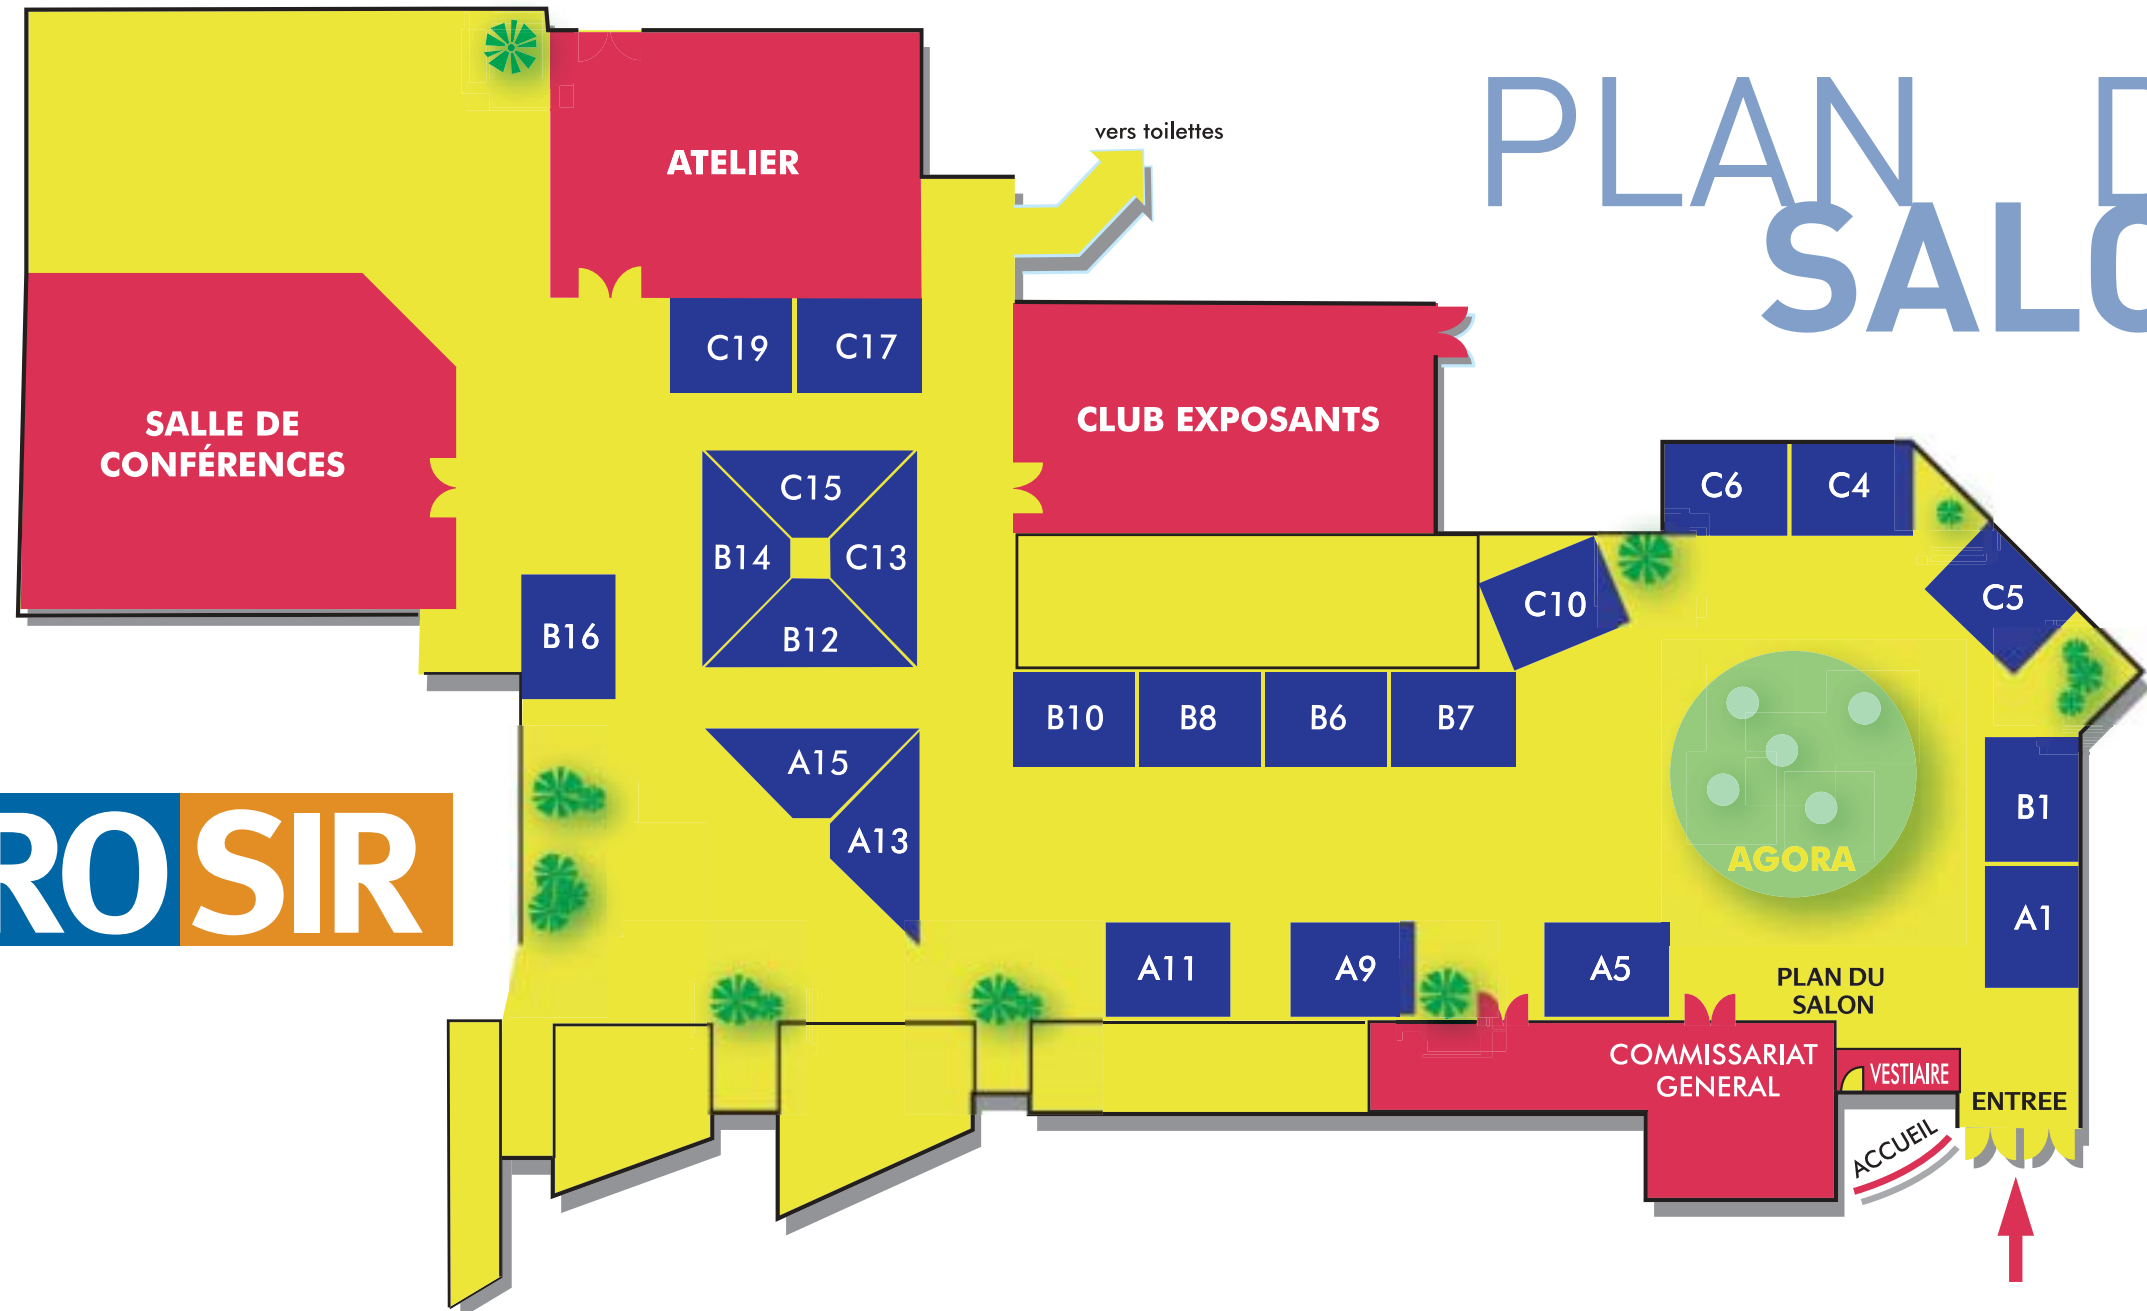 PLAN D
SALO
vers toilettes
ATELIER
C19
C17
SALLE DE
CONFÉRENCES
CLUB EXPOSANTS
C15
B14
C13
B12
B16
C6
C4
C10
C5
B10
B8
B6
B7
A15
A13
AGORA
B1
A1
ROSIR
A11
A9
A5
PLAN DU
SALON
COMMISSARIAT
GENERAL
VESTIAIRE
ENTREE
ACCUEIL